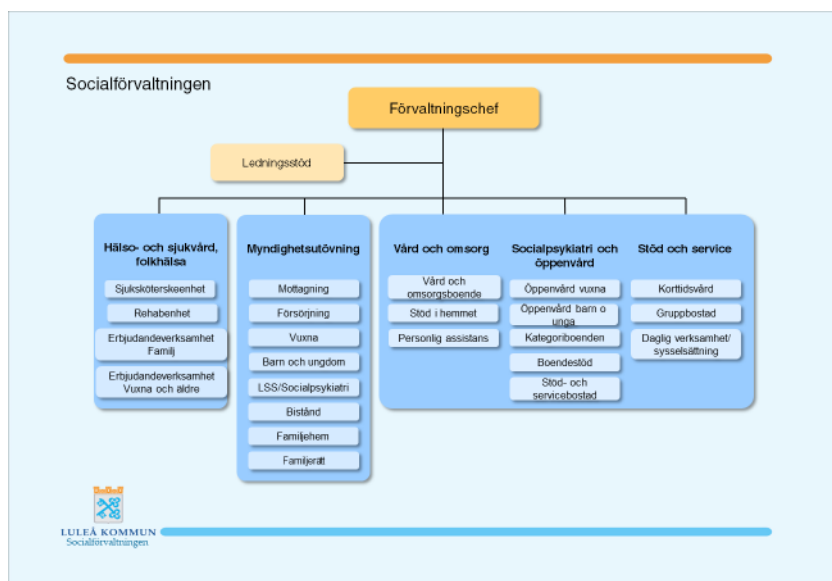 Socialförvaltningen
Förvaltningschef
Ledningsstöd
Hälso- och sjukvård,
folkhälsa
Sjuksköterskeenhet
Rehabenhet
Erbjudandeverksamhet
Familj
Erbjudandeverksamhet
Vuxna och äldre
Myndighetsutövning
Mottagning
Försörjning
Vuxna
Barn och ungdom
LSS/Socialpsykiatri
Bistånd
Familjehem
Familjerätt
Vård och omsorg
Vård och
omsorgsboende
Stöd i hemmet
Personlig assistans
Socialpsykiatri och
öppenvård
Öppenvård vuxna
Öppenvård barn o
unga
Kategoriboenden
Boendestöd
Stöd- och
servicebostad
Stöd och service
Korttidsvård
Gruppbostad
Daglig verksamhet/
sysselsättning
LULEÅ KOMMUN
Socialförvaltningen